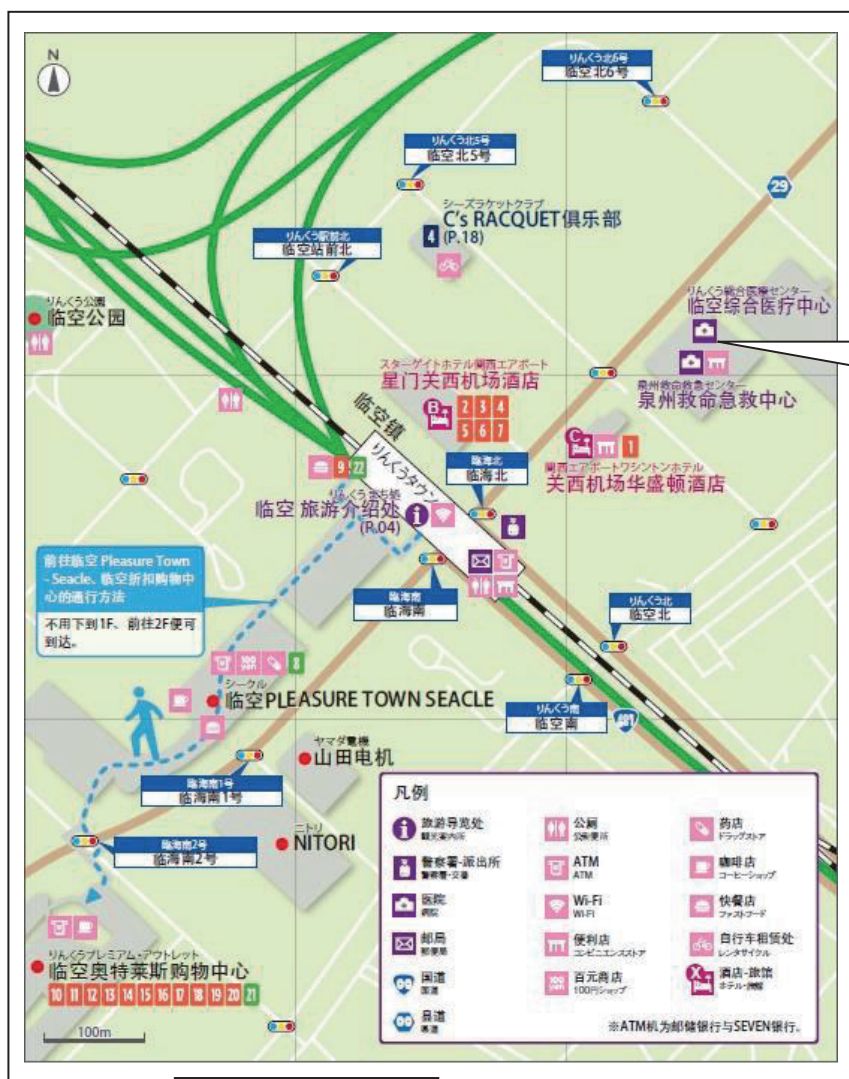 N
りんくう北6号
临空北6号
りんくう北5号
临空北5号
29
シーズラケットクラブ
C's RACQUET俱乐部
4
(P.18)
りんくう駅前北
临空站前北
りんくう総合医療センター
临空综合医疗中心
りんくう公園
临空公园
スターゲイトホテル関西エアポート
星门关西机场酒店
泉州救命救急センター
泉州救命急救中心
B
2 3 4
5 6 7
临空镇
りんくうタウン
C
1
関西エアポートワシントンホテル
关西机场华盛顿酒店
臨海北
临海北
9 22
りんくうまち処
临空 旅游介绍处
(P.04)
前往临空 Pleasure Town
- Seacle、临空折扣购物中
心的通行方法
不用下到1F、前往2F便可
到达。
臨海南
临海南
りんくう北
临空北
8
シークル
临空PLEASURE TOWN SEACLE
りんくう南
临空南
481
ヤマダ電機
山田电机
臨海南1号
临海南1号
ニトリ
NITORI
臨海南2号
临海南2号
りんくうプレミアム・アウトレット
临空奥特莱斯购物中心
10 11 12 13 14 15 16 17 18 19 20 21
100m
凡例
旅游导览处
観光案内所
公厕
公衆便所
药店
ドラッグストア
警察署-派出所
警察署・交番
ATM
ATM
咖啡店
コーヒーショップ
医院
病院
Wi-Fi
Wi-Fi
快餐店
ファストフード
邮局
郵便局
便利店
コンビニエンスストア
自行车租赁处
レンタサイクル
国道
国道
百元商店
100円ショップ
X
酒店-旅馆
ホテル・旅館
县道
県道
※ATM机为邮储银行与SEVEN银行.